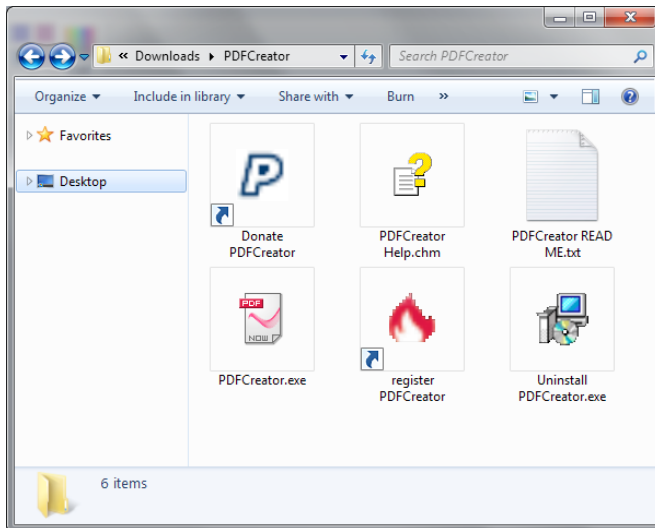 « Downloads ▸ PDFCreator
Search PDFCreator
Organize
Include in library
Share with
Burn
»
Favorites
Desktop
Donate
PDFCreator
PDFCreator
Help.chm
PDFCreator READ
ME.txt
PDF
NOW
PDFCreator.exe
register
PDFCreator
Uninstall
PDFCreator.exe
6 items